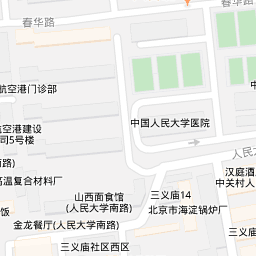 春华路
春华路
航空港门诊部
中
中国人民大学医院
航空港建设
司5号楼
人民大
汉庭酒
中关村人
高温复合材料厂
山西面食馆
(人民大学南路)
三义庙14
北京市海淀锅炉厂
饭
金龙餐厅(人民大学南路)
三义庙社区西区
三义庙